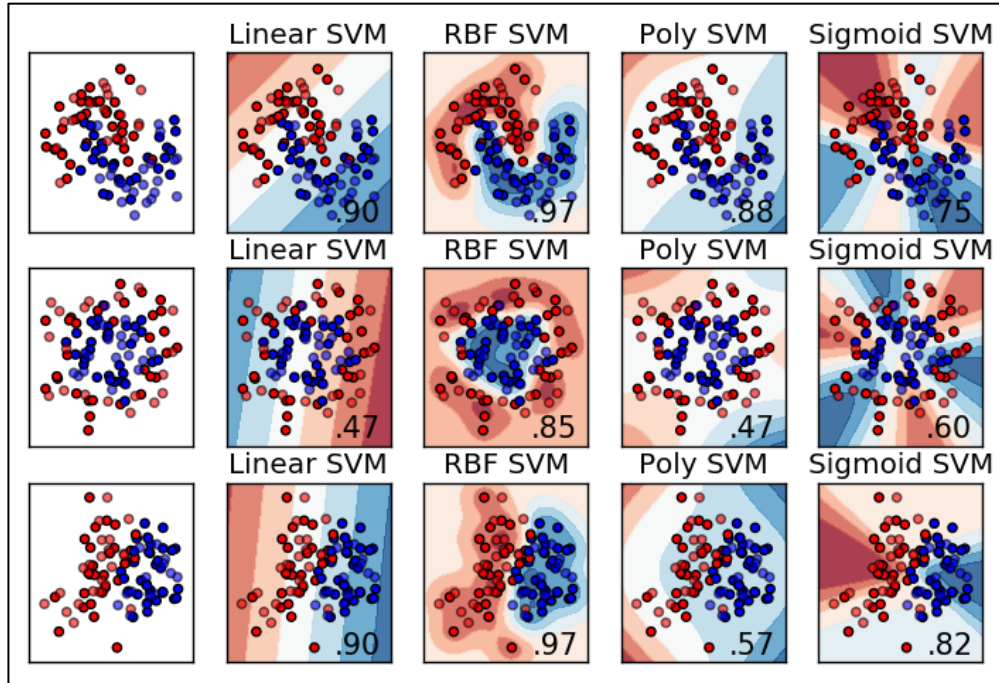 Linear SVM RBF SVM Poly SVM Sigmoid SVM
.90 .97 .88 .75
Linear SVM RBF SVM Poly SVM Sigmoid SVM
.47 .85 .47 .60
Linear SVM RBF SVM Poly SVM Sigmoid SVM
.90 .97 .57 .82